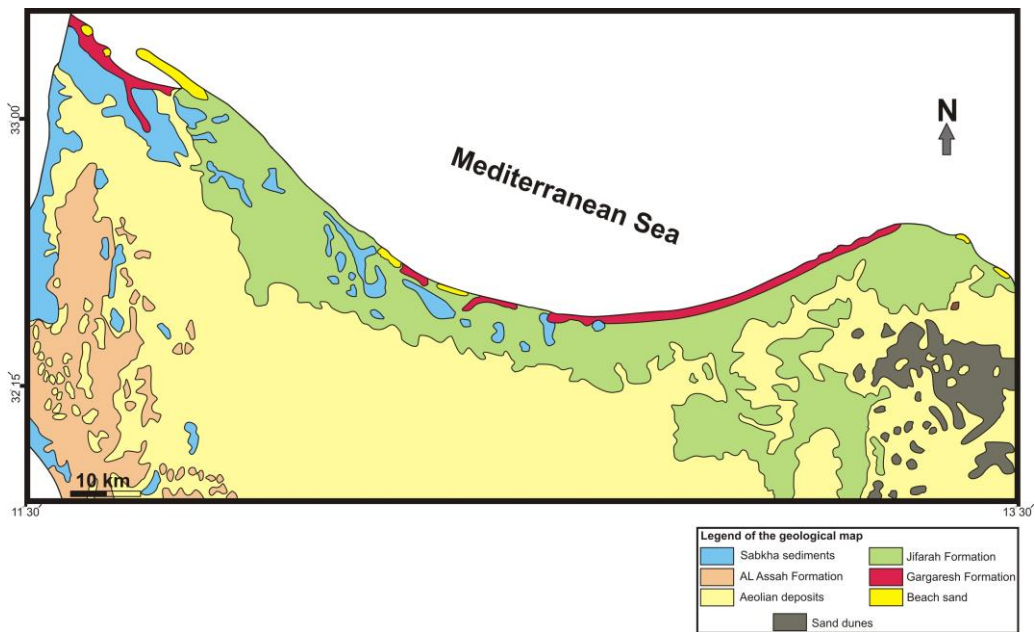 33 00′
N
Mediterranean Sea
32 15′
10 km
11 30′
13 30′
Legend of the geological map
Sabkha sediments
Jifarah Formation
AL Assah Formation
Gargaresh Formation
Aeolian deposits
Beach sand
Sand dunes